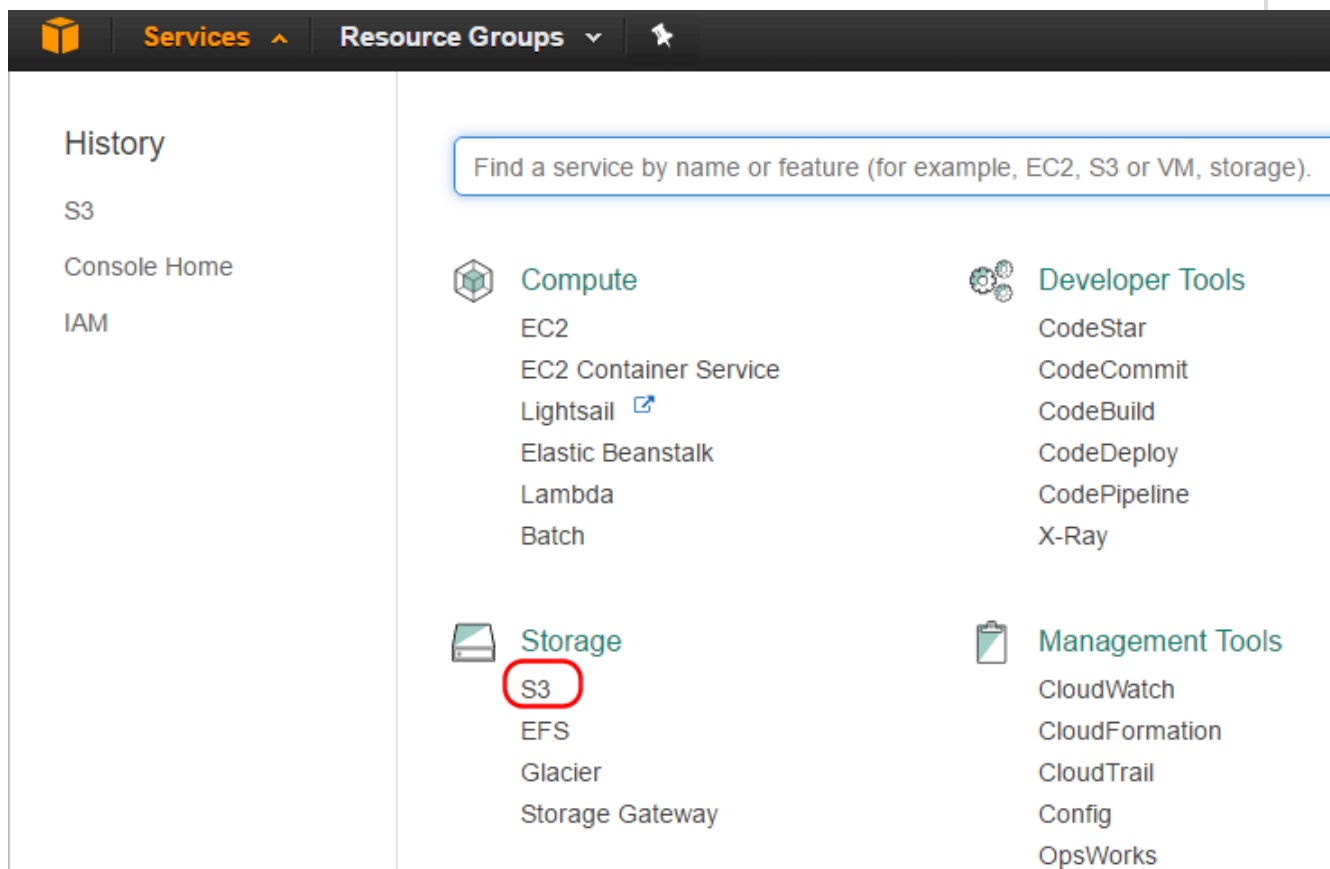 Services
Resource Groups
History
S3
Console Home
IAM
Find a service by name or feature (for example, EC2, S3 or VM, storage).
Compute
EC2
EC2 Container Service
Lightsail
Elastic Beanstalk
Lambda
Batch
Developer Tools
CodeStar
CodeCommit
CodeBuild
CodeDeploy
CodePipeline
X-Ray
Storage
S3
EFS
Glacier
Storage Gateway
Management Tools
CloudWatch
CloudFormation
CloudTrail
Config
OpsWorks